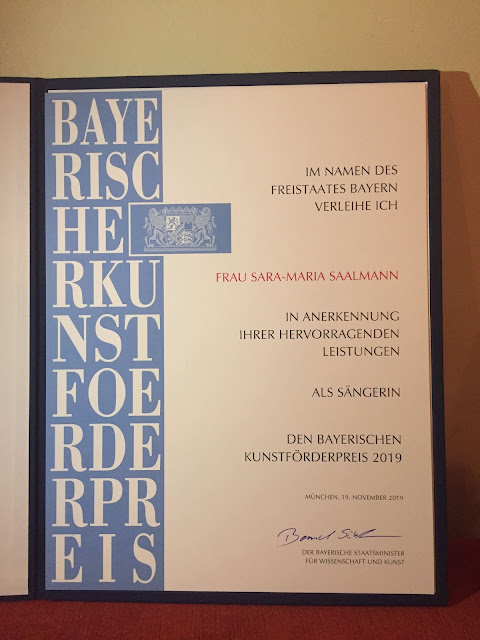 BAYE
RISC
HE
RKU
NST
FOE
RDE
RPR
EIS
IM NAMEN DES
FREISTAATES BAYERN
VERLEIHE ICH
FRAU SARA-MARIA SAALMANN
IN ANERKENNUNG
IHRER HERVORRAGENDEN
LEISTUNGEN
ALS SÄNGERIN
DEN BAYERISCHEN
KUNSTFÖRDERPREIS 2019
MÜNCHEN, 19. NOVEMBER 2019
DER BAYERISCHE STAATSMINISTER
FÜR WISSENSCHAFT UND KUNST